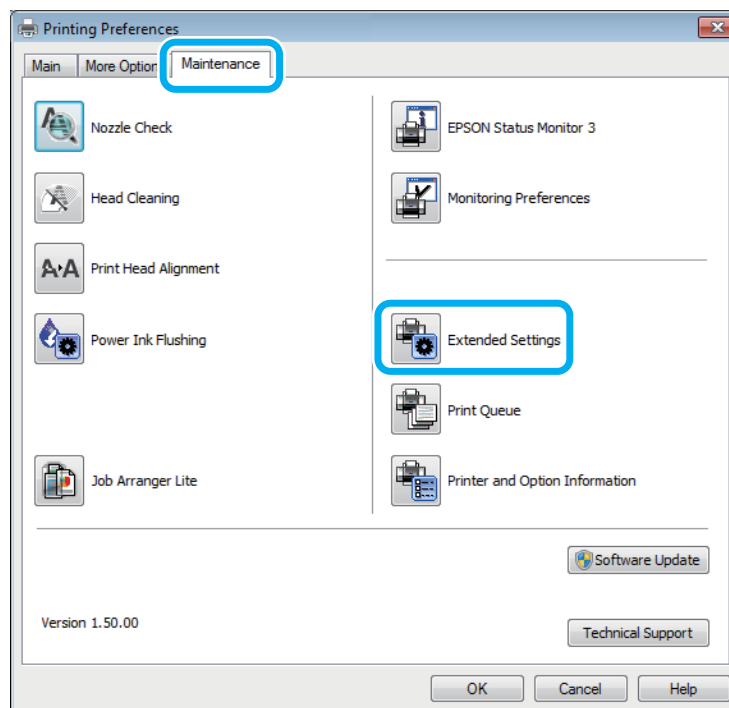 Printing Preferences
Main
More Option
Maintenance
Nozzle Check
Head Cleaning
A›A Print Head Alignment
Power Ink Flushing
Job Arranger Lite
EPSON Status Monitor 3
Monitoring Preferences
Extended Settings
Print Queue
Printer and Option Information
Software Update
Version 1.50.00
Technical Support
OK
Cancel
Help